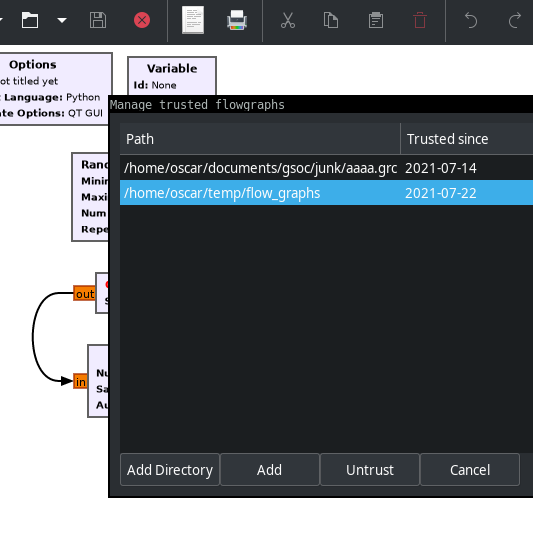 Options
ot titled yet
Language: Python
ate Options: QT GUI
Variable
Id: None
Manage trusted flowgraphs
Path
Trusted since
/home/oscar/documents/gsoc/junk/aaaa.grc
2021-07-14
/home/oscar/temp/flow_graphs
2021-07-22
Rand
Minin
Maxi
Num
Repe
out
S
in
Nu
Sa
Au
Add Directory
Add
Untrust
Cancel